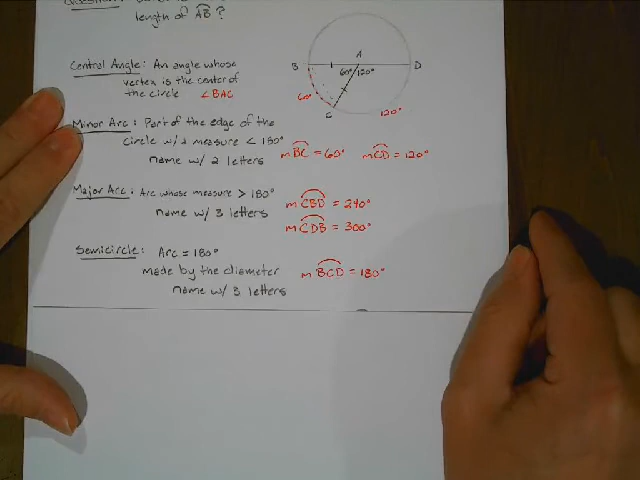 length of AB ?
Central Angle: An angle whose
vertex is the center of
the circle ∠BAC
Minor Arc: Part of the edge of the
circle w/ a measure < 180°
name w/ 2 letters mBC = 60° mCD = 120°
Major Arc: Arc whose measure > 180°
name w/ 3 letters
mCBD = 240°
mCDB = 300°
Semicircle: Arc = 180°
made by the diameter
name w/ 3 letters
mBCD = 180°
A
B
60° 120°
D
60°
C
120°